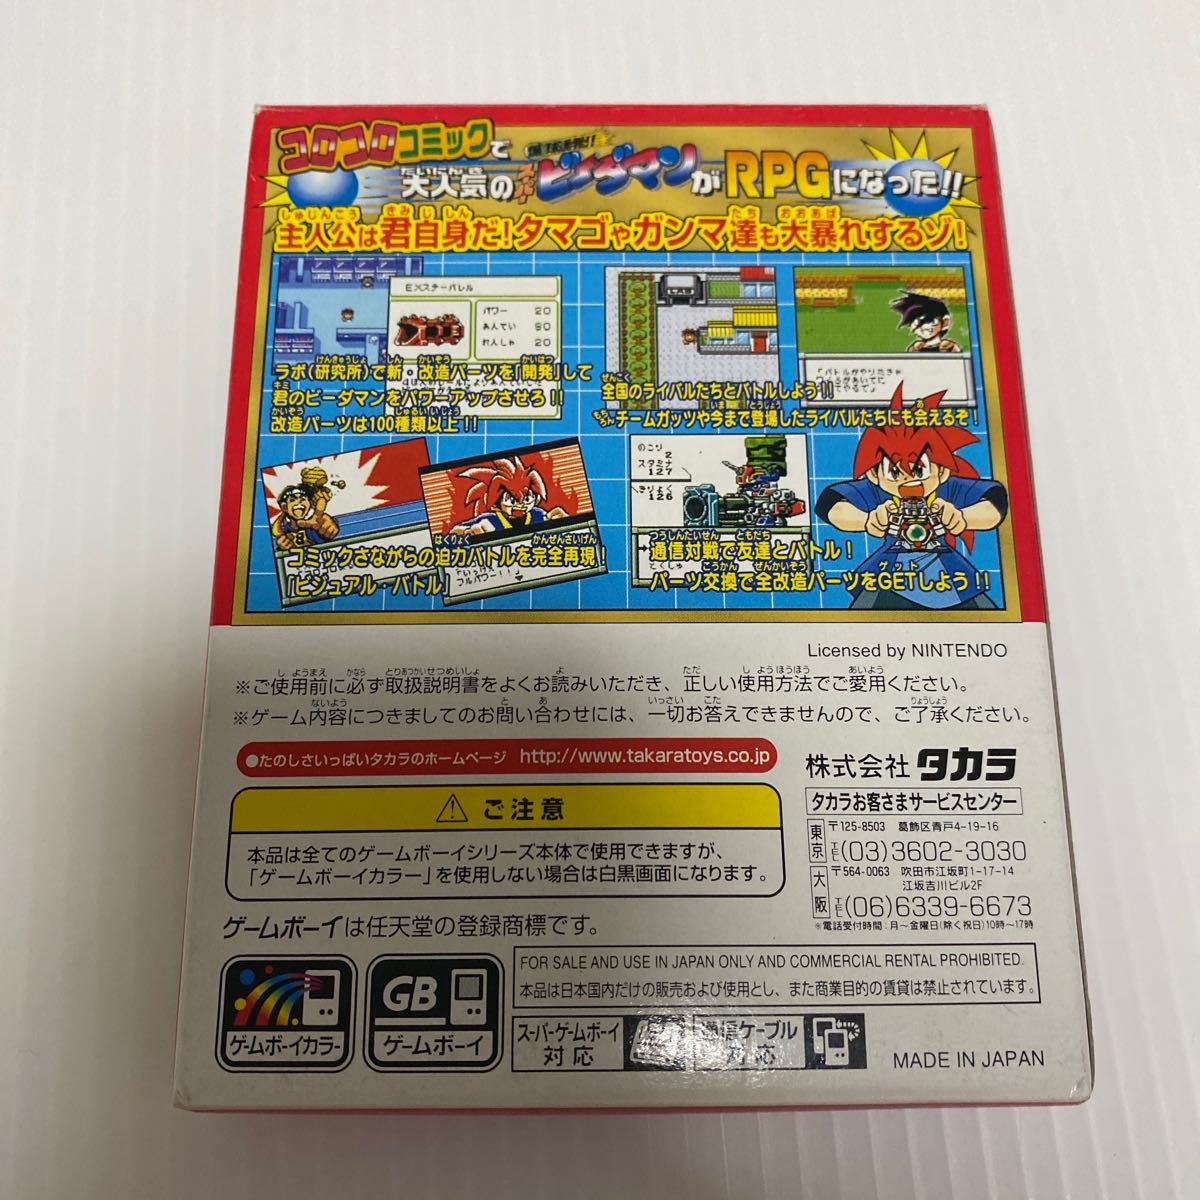 コロコロコミックで
大人気のスーパービーダマンがRPGになった!!
主人公は君自身だ!タマゴやガンマ達も大暴れするゾ!
EXスターバレル
パワー 20
あんてい 90
れんしゃ 20
ラボ(研究所)で新・改造パーツを「開発」して
君のビーダマンをパワーアップさせろ!!
改造パーツは100種類以上!!
全国のライバルたちとバトルしよう!!
チームガッツや今まで登場したライバルたちにも会えるぞ!
「バトルがやりたきゃ
のこり
2
スタミナ
127
きりょく
126
とくしゅ
コミックさながらの迫力バトルを完全再現!
「ビジュアル・バトル」
フルパワー!!」
通信対戦で友達とバトル!
パーツ交換で全改造パーツをGETしよう!!
Licensed by NINTENDO
※ご使用前に必ず取扱説明書をよくお読みいただき、正しい使用方法でご愛用ください。
※ゲーム内容につきましてのお問い合わせには、一切お答えできませんので、ご了承ください。
●たのしさいっぱいタカラのホームページ http://www.takaratoys.co.jp
株式会社 タカラ
タカラお客さまサービスセンター
東京 〒125-8503 葛飾区青戸4-19-16
TEL(03)3602-3030
大阪 〒564-0063 吹田市江坂町1-17-14
江坂吉川ビル2F
TEL(06)6339-6673
※電話受付時間:月~金曜日(除く祝日)10時~17時
⚠ ご注意
本品は全てのゲームボーイシリーズ本体で使用できますが、
「ゲームボーイカラー」を使用しない場合は白黒画面になります。
ゲームボーイは任天堂の登録商標です。
ゲームボーイカラー
GB
ゲームボーイ
FOR SALE AND USE IN JAPAN ONLY AND COMMERCIAL RENTAL PROHIBITED.
本品は日本国内だけの販売および使用とし、また商業目的の賃貸は禁止されています。
スーパーゲームボーイ
対応
通信ケーブル
対応
MADE IN JAPAN